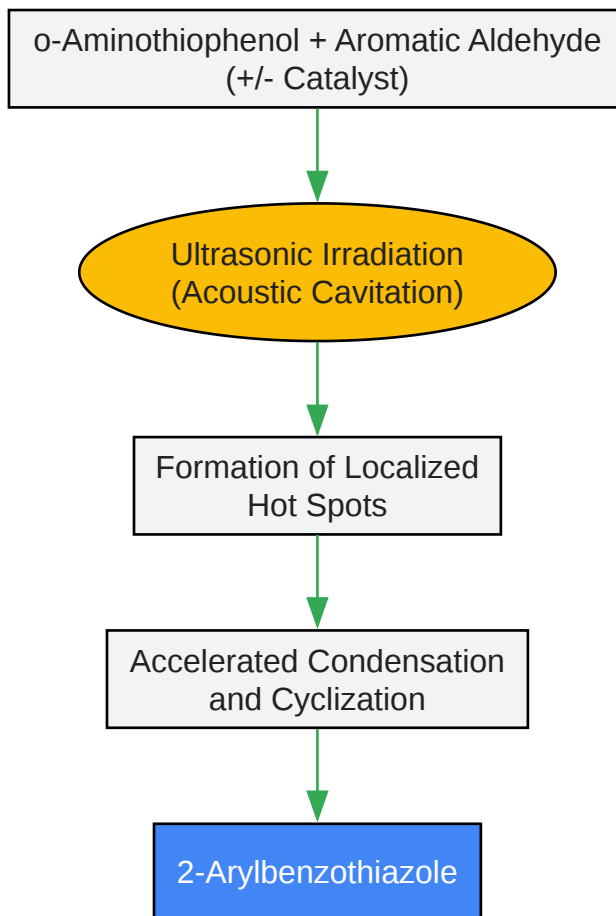 o-Aminothiophenol + Aromatic Aldehyde
(+/- Catalyst)
Ultrasonic Irradiation
(Acoustic Cavitation)
Formation of Localized
Hot Spots
Accelerated Condensation
and Cyclization
2-Arylbenzothiazole